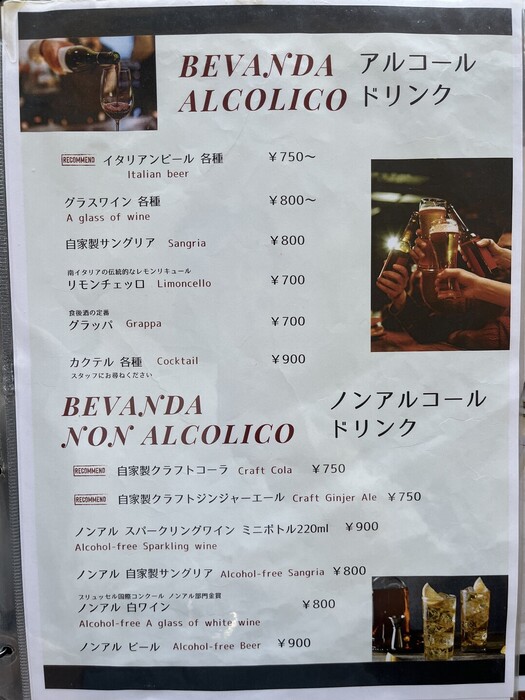 BEVANDA
ALCOLICO
アルコール
ドリンク
RECOMMEND イタリアンビール 各種 ￥750～
Italian beer
グラスワイン 各種 ￥800～
A glass of wine
自家製サングリア Sangria ￥800
南イタリアの伝統的なレモンリキュール
リモンチェッロ Limoncello ￥700
食後酒の定番
グラッパ Grappa ￥700
カクテル 各種 Cocktail ￥900
スタッフにお尋ねください
BEVANDA
NON ALCOLICO
ノンアルコール
ドリンク
RECOMMEND 自家製クラフトコーラ Craft Cola ￥750
RECOMMEND 自家製クラフトジンジャーエール Craft Ginjer Ale ￥750
ノンアル スパークリングワイン ミニボトル220ml ￥900
Alcohol-free Sparkling wine
ノンアル 自家製サングリア Alcohol-free Sangria ￥800
ブリュッセル国際コンクール ノンアル部門金賞
ノンアル 白ワイン ￥800
Alcohol-free A glass of white wine
ノンアル ビール Alcohol-free Beer ￥900